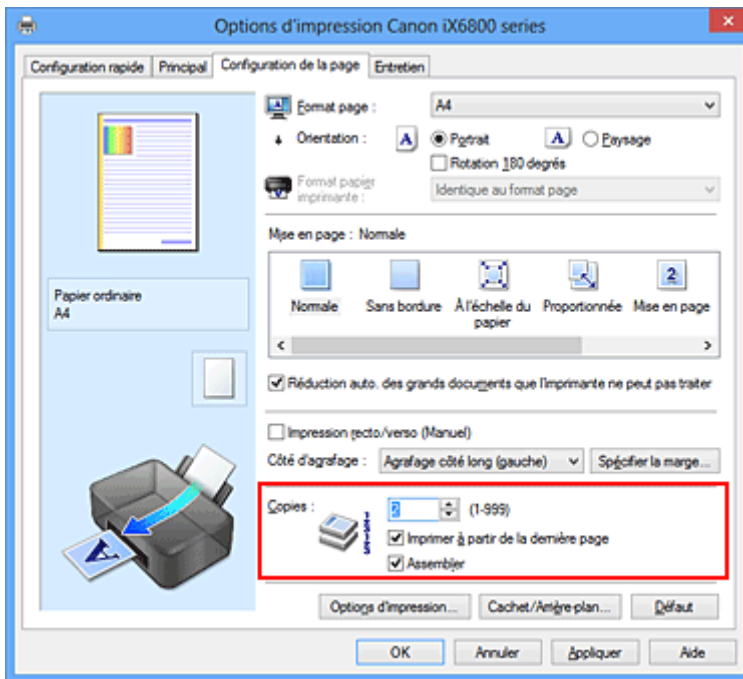 Options d'impression Canon iX6800 series
Configuration rapide Principal Configuration de la page Entretien
Format page : A4
Orientation : A Portrait A Paysage
Rotation 180 degrés
Format papier imprimante : Identique au format page
Mise en page : Normale
Normale Sans bordure À l'échelle du papier Proportionnée Mise en page
Papier ordinaire
A4
Réduction auto. des grands documents que l'imprimante ne peut pas traiter
Impression recto/verso (Manuel)
Côté d'agrafage : Agrafage côté long (gauche) Spécifier la marge...
Copies : 2 (1-999)
Imprimer à partir de la dernière page
Assembler
Options d'impression... Cachet/Arrière-plan... Défaut
OK Annuler Appliquer Aide